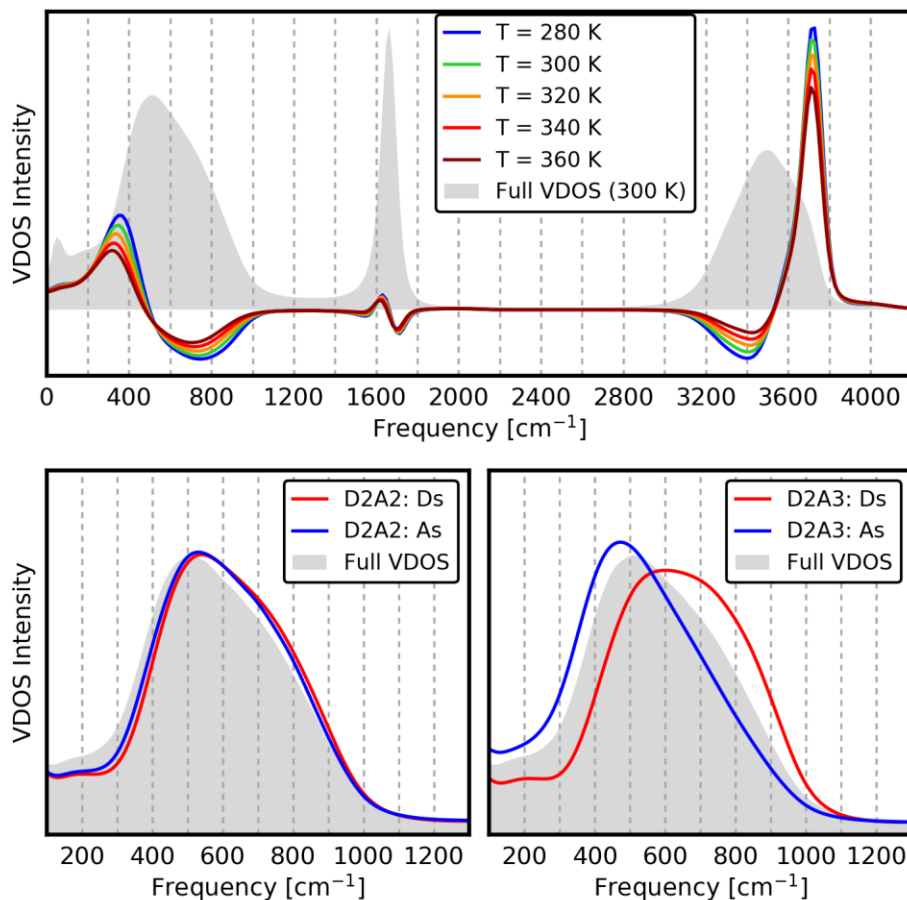 VDOS Intensity
T = 280 K
T = 300 K
T = 320 K
T = 340 K
T = 360 K
Full VDOS (300 K)
0 400 800 1200 1600 2000 2400 2800 3200 3600 4000
Frequency [cm⁻¹]
VDOS Intensity
D2A2: Ds
D2A2: As
Full VDOS
200 400 600 800 1000 1200
Frequency [cm⁻¹]
D2A3: Ds
D2A3: As
Full VDOS
200 400 600 800 1000 1200
Frequency [cm⁻¹]